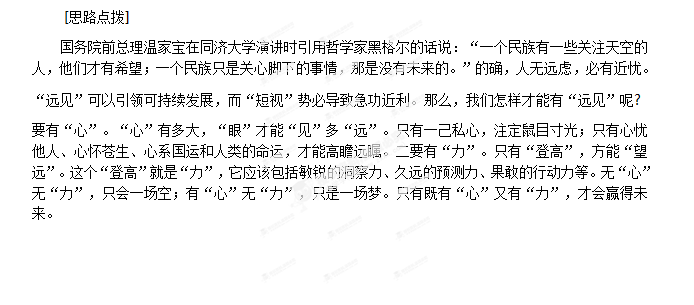 [思路点拨]
国务院前总理温家宝在同济大学演讲时引用哲学家黑格尔的话说：“一个民族有一些关注天空的
人，他们才有希望；一个民族只是关心脚下的事情，那是没有未来的。”的确，人无远虑，必有近忧。
“远见”可以引领可持续发展，而“短视”势必导致急功近利。那么，我们怎样才能有“远见”呢？
要有“心”。“心”有多大，“眼”才能“见”多“远”。只有一己私心，注定鼠目寸光；只有心忧
他人、心怀苍生、心系国运和人类的命运，才能高瞻远瞩。二要有“力”。只有“登高”，方能“望
远”。这个“登高”就是“力”，它应该包括敏锐的洞察力、久远的预测力、果敢的行动力等。无“心”
无“力”，只会一场空；有“心”无“力”，只是一场梦。只有既有“心”又有“力”，才会赢得未
来。